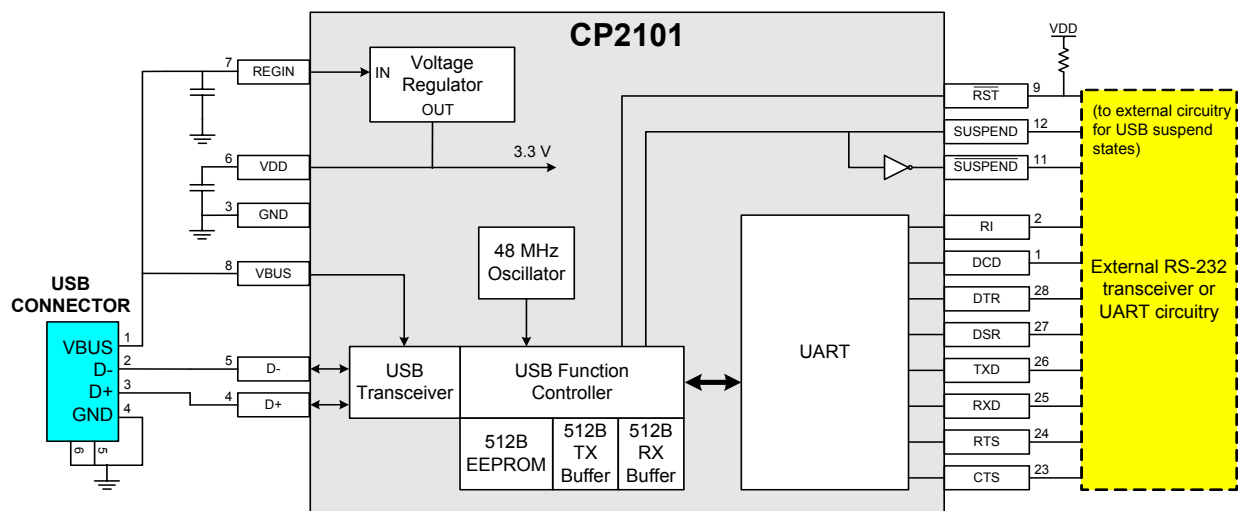 CP2101
USB
CONNECTOR
VBUS
D-
D+
GND
1
2
3
4
6
5
7
REGIN
6
VDD
3
GND
8
VBUS
5
D-
4
D+
IN
Voltage
Regulator
OUT
3.3 V
48 MHz
Oscillator
USB
Transceiver
USB Function
Controller
512B
EEPROM
512B
TX
Buffer
512B
RX
Buffer
UART
VDD
RST
9
SUSPEND
12
SUSPEND
11
RI
2
DCD
1
DTR
28
DSR
27
TXD
26
RXD
25
RTS
24
CTS
23
(to external circuitry
for USB suspend
states)
External RS-232
transceiver or
UART circuitry